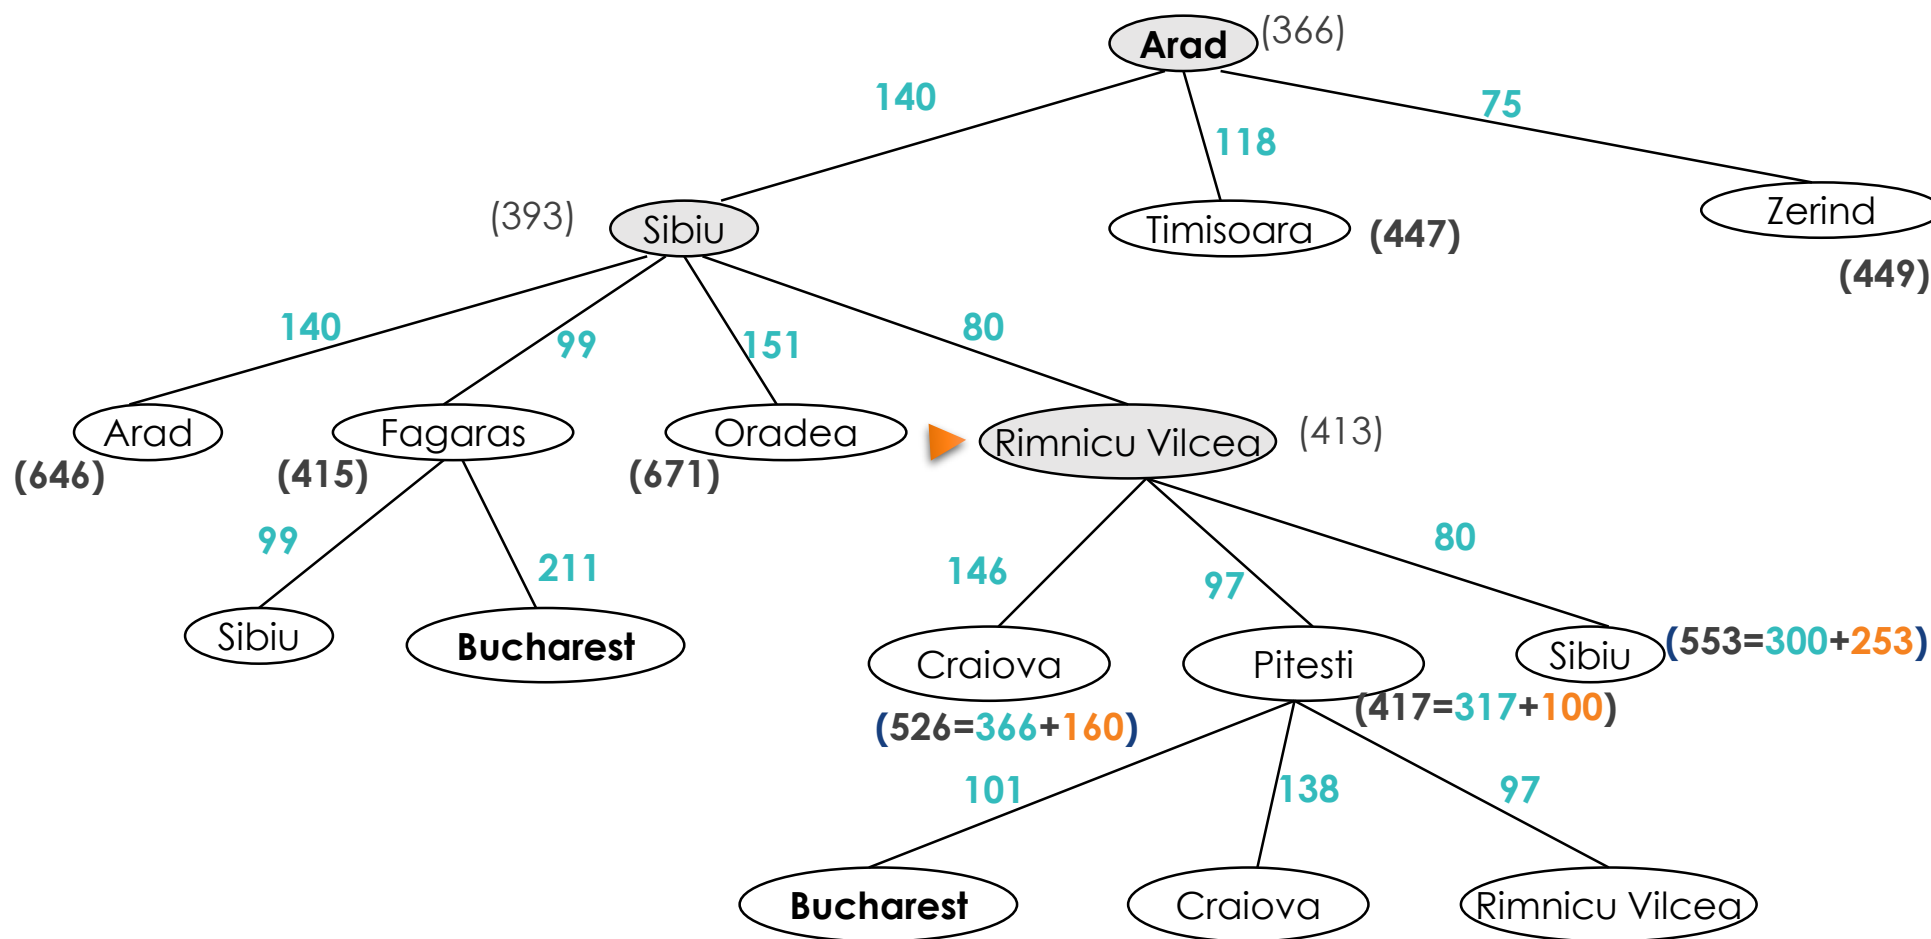 Arad (366)
140
118
75
(393) Sibiu
Timisoara (447)
Zerind
(449)
140
99
151
80
Arad
(646)
Fagaras
(415)
Oradea
(671)
Rimnicu Vilcea (413)
99
211
146
97
80
Sibiu
Bucharest
Craiova
(526=366+160)
Pitesti
(417=317+100)
Sibiu (553=300+253)
101
138
97
Bucharest
Craiova
Rimnicu Vilcea